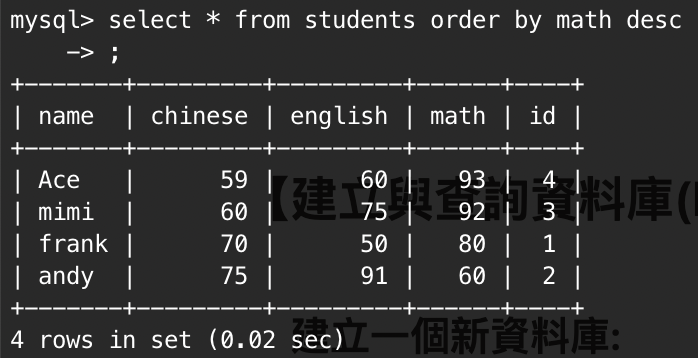 mysql> select * from students order by math desc
    -> ;
+-------+---------+---------+------+----+
| name  | chinese | english | math | id |
+-------+---------+---------+------+----+
| Ace   |      59 |      60 |   93 |  4 |
| mimi  |      60 |      75 |   92 |  3 |
| frank |      70 |      50 |   80 |  1 |
| andy  |      75 |      91 |   60 |  2 |
+-------+---------+---------+------+----+
4 rows in set (0.02 sec)
【建立與查詢資料庫(
建立一個新資料庫: